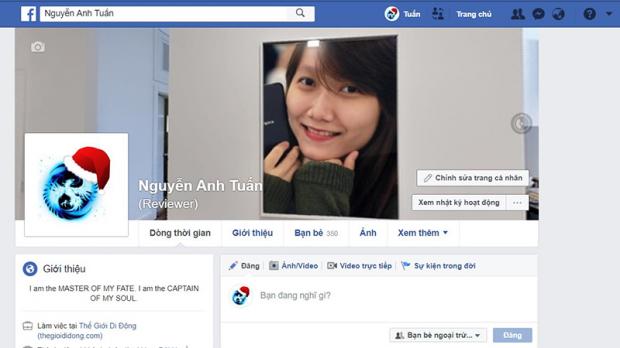 Nguyễn Anh Tuấn
Tuấn
Trang chủ
Chỉnh sửa trang cá nhân
Nguyễn Anh Tuấn
(Reviewer)
Xem nhật ký hoạt động
Dòng thời gian
Giới thiệu
Bạn bè 350
Ảnh
Xem thêm
Giới thiệu
I am the MASTER OF MY FATE. I am the CAPTAIN
OF MY SOUL.
Làm việc tại Thế Giới Di Động
(thegioididong.com)
Đăng
Ảnh/Video
Video trực tiếp
Sự kiện trong đời
Bạn đang nghĩ gì?
Bạn bè ngoại trừ...
Đăng